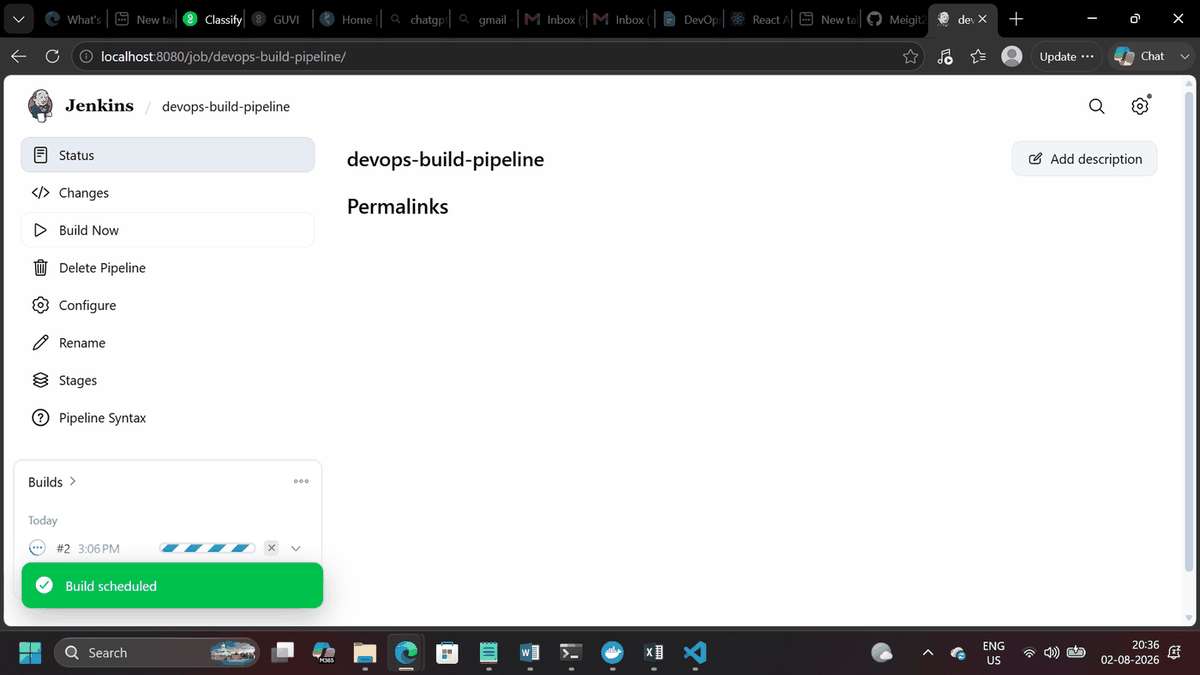 What's
New ta
Classify
GUVI
Home
chatgp
gmail
Inbox (
Inbox (
DevOp
React A
New ta
Meigit2
dev
localhost:8080/job/devops-build-pipeline/
Update
Chat
Jenkins / devops-build-pipeline
Status
Changes
Build Now
Delete Pipeline
Configure
Rename
Stages
Pipeline Syntax
devops-build-pipeline
Add description
Permalinks
Builds
Today
#2 3:06 PM
Build scheduled
Search
M365
ENG
US
20:36
02-08-2026